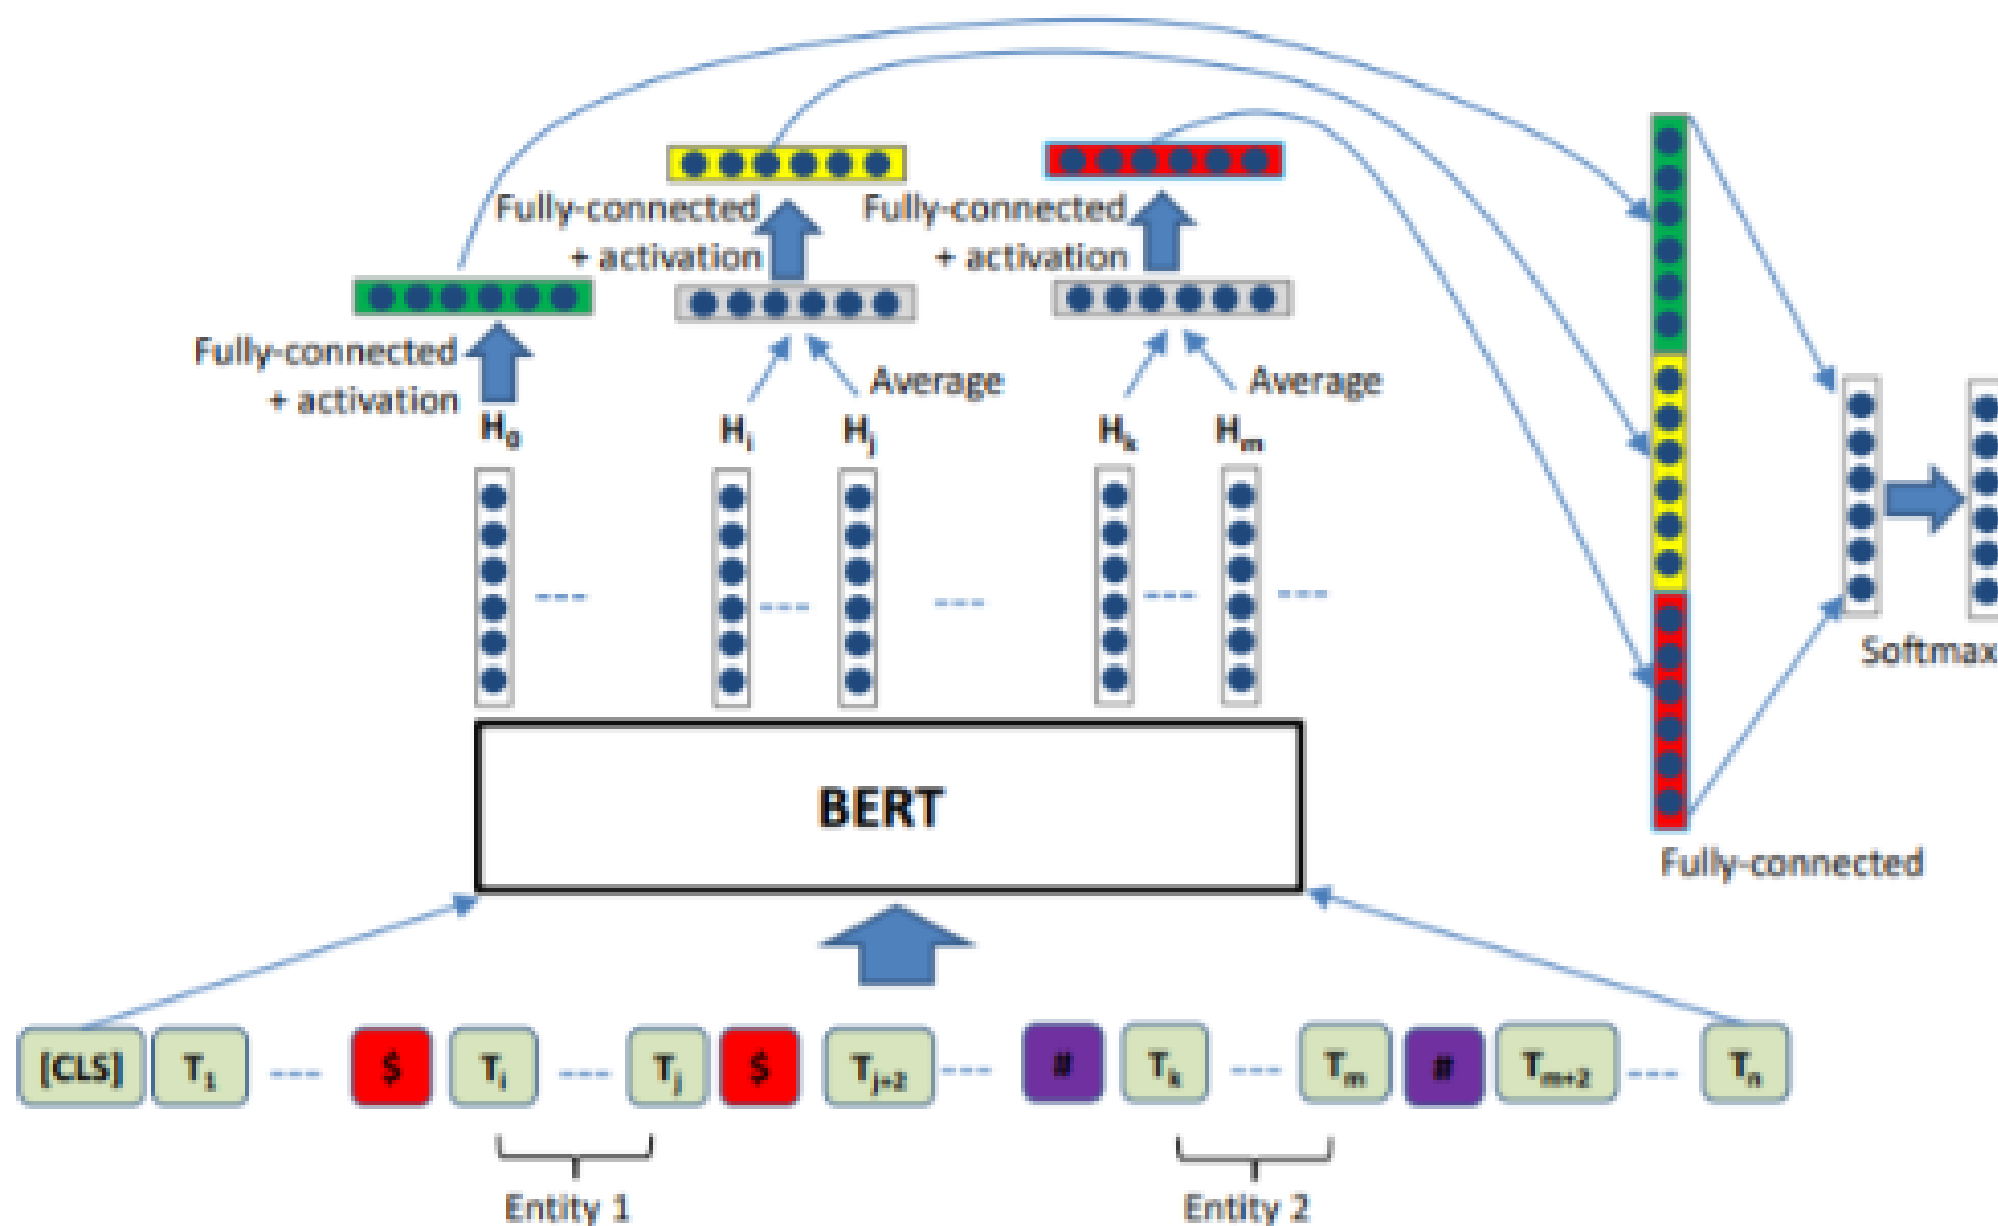 Fully-connected
+ activation
Fully-connected
+ activation
Fully-connected
+ activation
Average
Average
H₀
Hᵢ
Hⱼ
Hₖ
Hₘ
Softmax
BERT
Fully-connected
[CLS] T₁ ---- $ Tᵢ ---- Tⱼ $ Tⱼ₊₂ ---- # Tₖ ---- Tₘ # Tₘ₊₂ ---- Tₙ
Entity 1
Entity 2